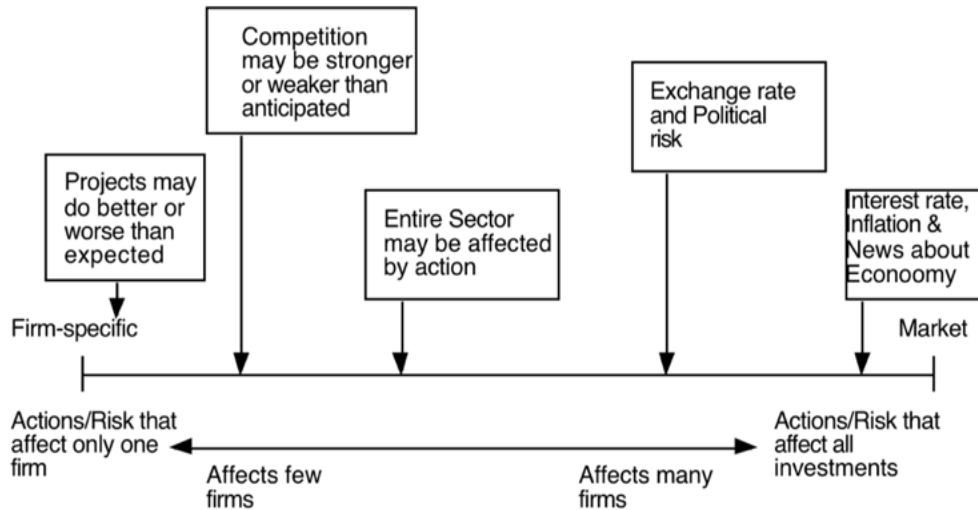 Competition
may be stronger
or weaker than
anticipated
Exchange rate
and Political
risk
Projects may
do better or
worse than
expected
Entire Sector
may be affected
by action
Interest rate,
Inflation &
News about
Econoomy
Firm-specific
Market
Actions/Risk that
affect only one
firm
Affects few
firms
Affects many
firms
Actions/Risk that
affect all
investments